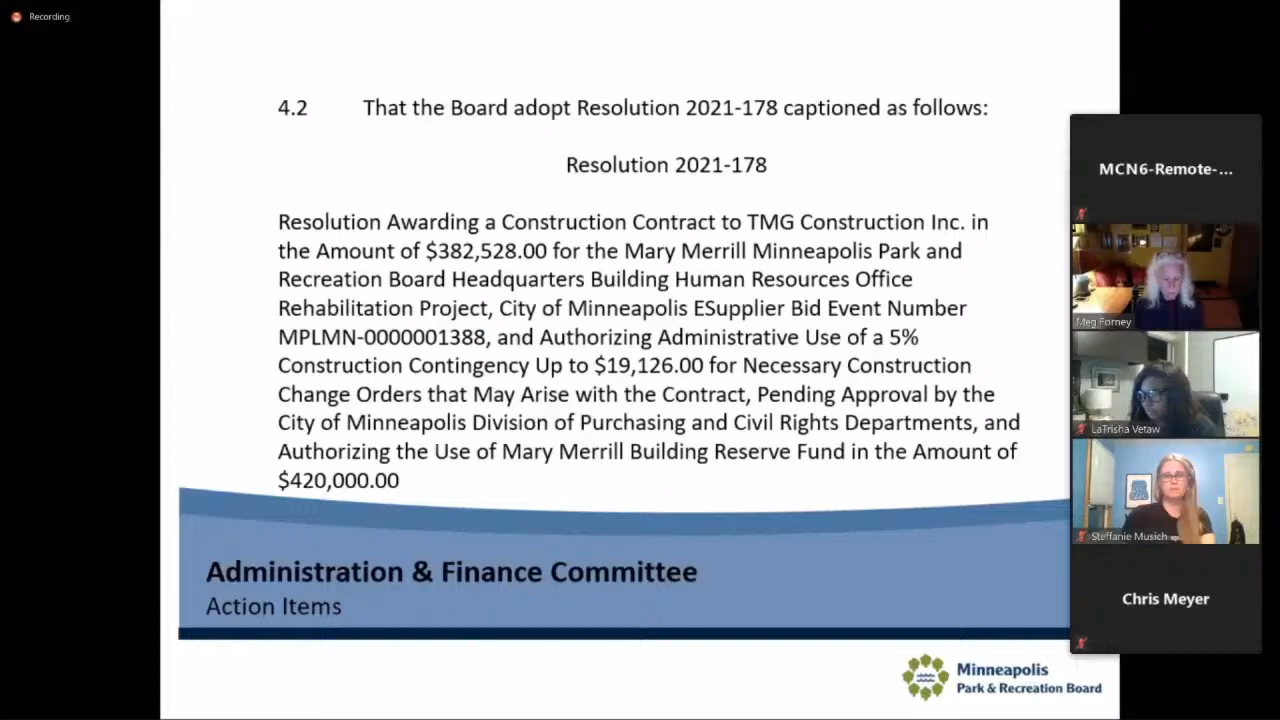 Recording
4.2 That the Board adopt Resolution 2021-178 captioned as follows:
Resolution 2021-178
Resolution Awarding a Construction Contract to TMG Construction Inc. in
the Amount of $382,528.00 for the Mary Merrill Minneapolis Park and
Recreation Board Headquarters Building Human Resources Office
Rehabilitation Project, City of Minneapolis ESupplier Bid Event Number
MPLMN-0000001388, and Authorizing Administrative Use of a 5%
Construction Contingency Up to $19,126.00 for Necessary Construction
Change Orders that May Arise with the Contract, Pending Approval by the
City of Minneapolis Division of Purchasing and Civil Rights Departments, and
Authorizing the Use of Mary Merrill Building Reserve Fund in the Amount of
$420,000.00
Administration & Finance Committee
Action Items
Minneapolis
Park & Recreation Board
MCN6-Remote-...
Meg Forney
LaTrisha Vetaw
Steffanie Musich
Chris Meyer